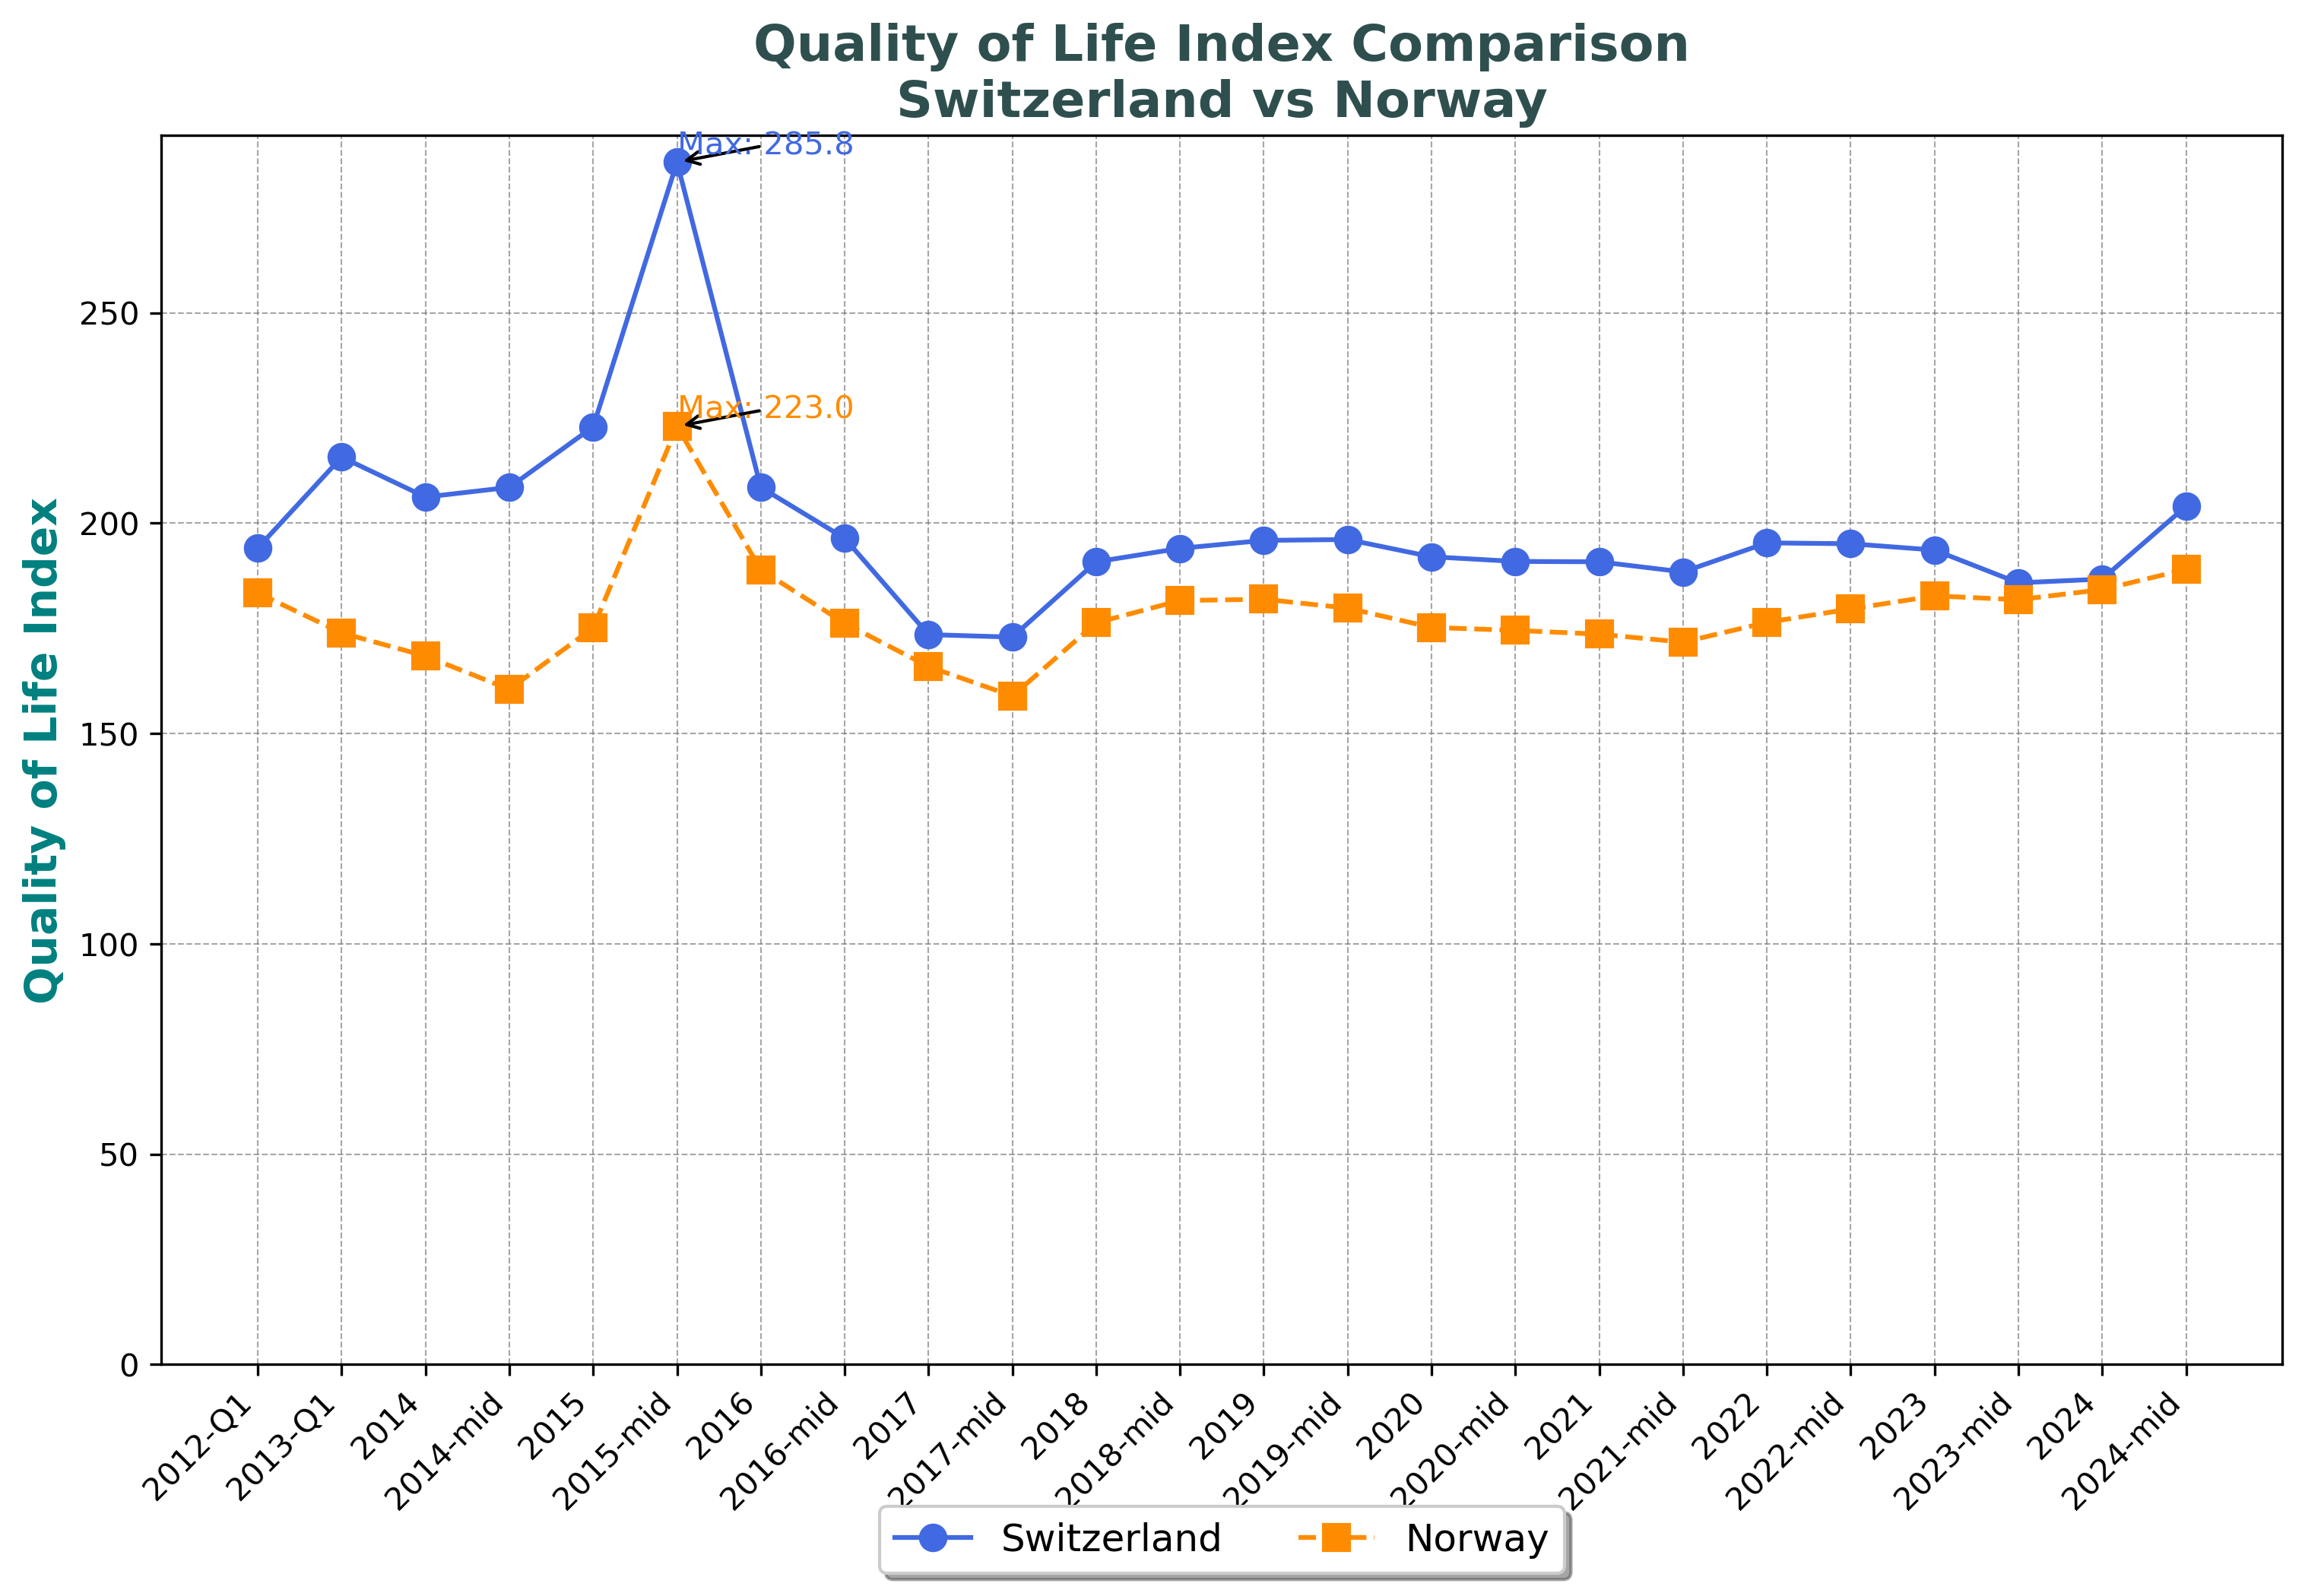 Quality of Life Index Comparison
Switzerland vs Norway
Max: 285.8
Max: 223.0
Quality of Life Index
250
200
150
100
50
0
2012-Q1
2013-Q1
2014
2014-mid
2015
2015-mid
2016
2016-mid
2017
2017-mid
2018
2018-mid
2019
2019-mid
2020
2020-mid
2021
2021-mid
2022
2022-mid
2023
2023-mid
2024
2024-mid
Switzerland
Norway